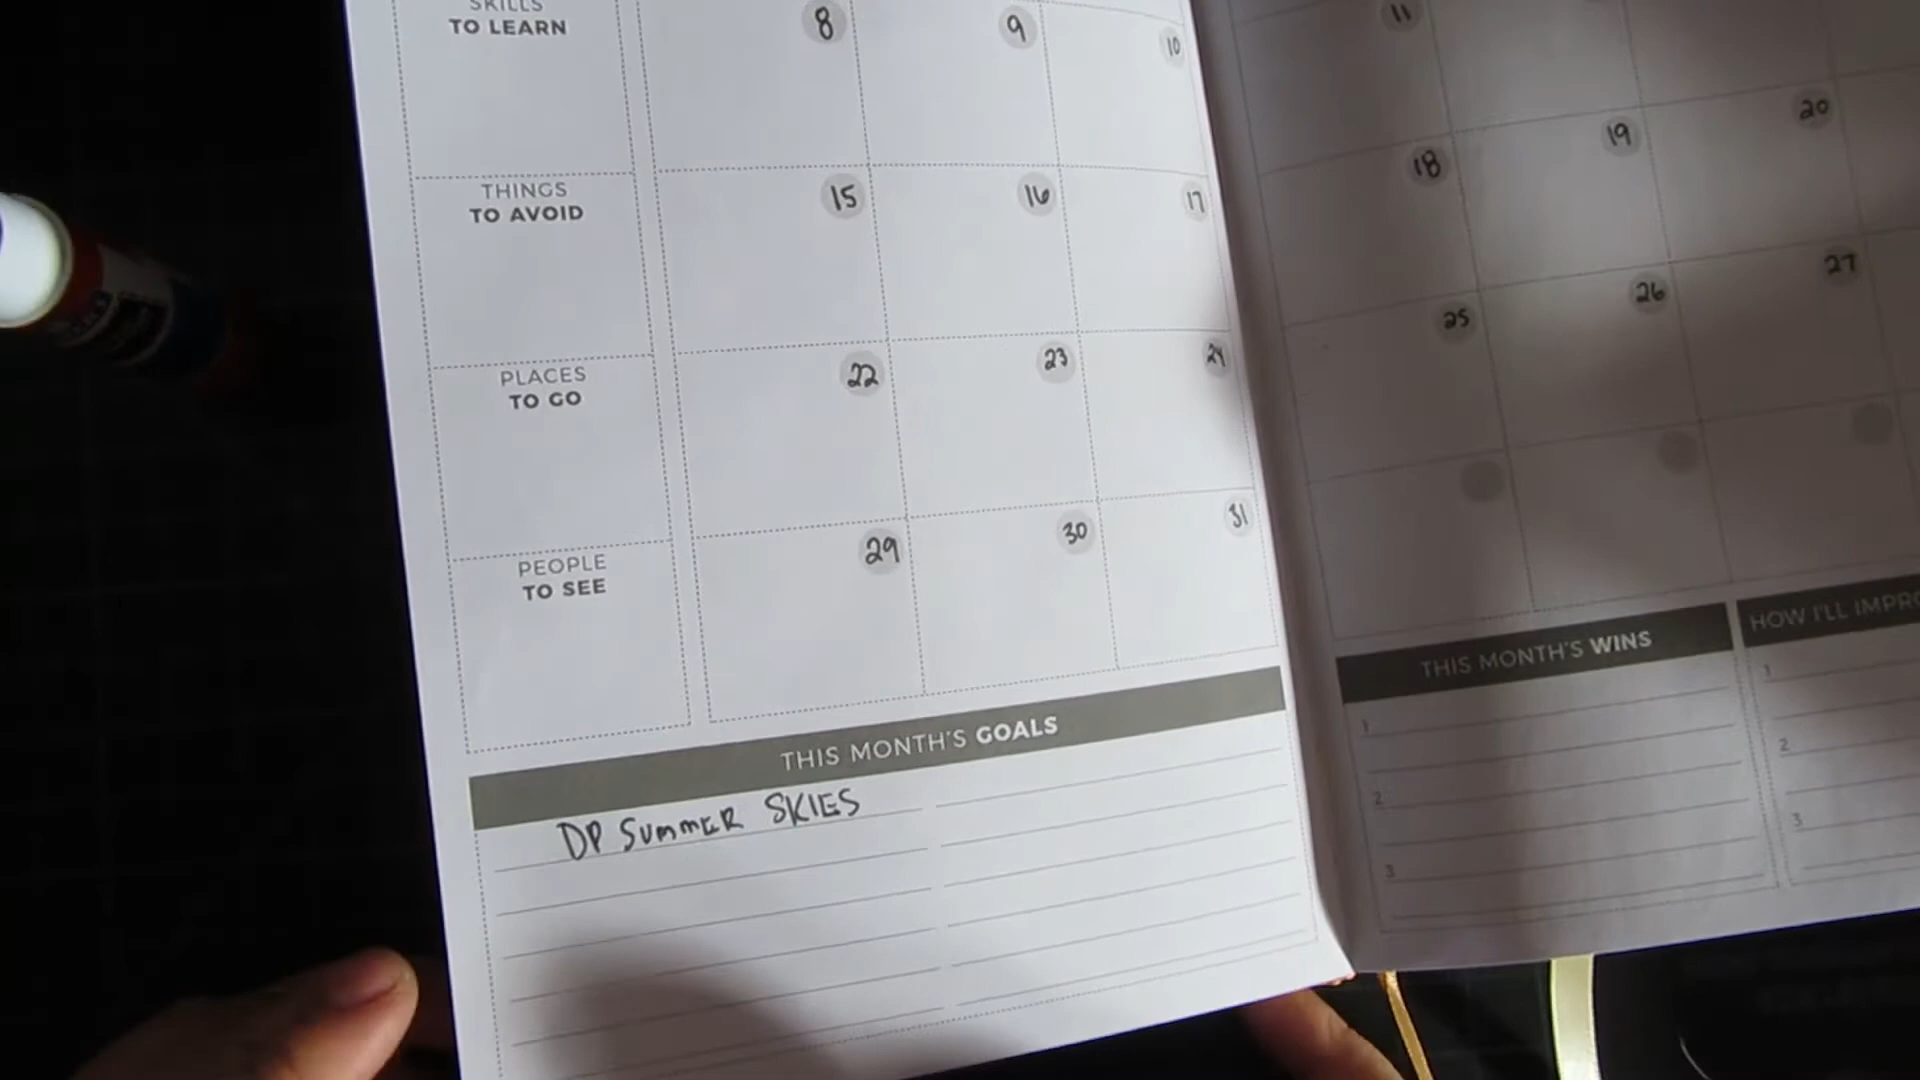 SKILLS
TO LEARN
8
9
10
11
THINGS
TO AVOID
15
16
17
18
19
20
PLACES
TO GO
22
23
24
25
26
27
PEOPLE
TO SEE
29
30
31
THIS MONTH'S GOALS
DP SUMMER SKIES
THIS MONTH'S WINS
1
2
3
HOW I'LL
1
2
3